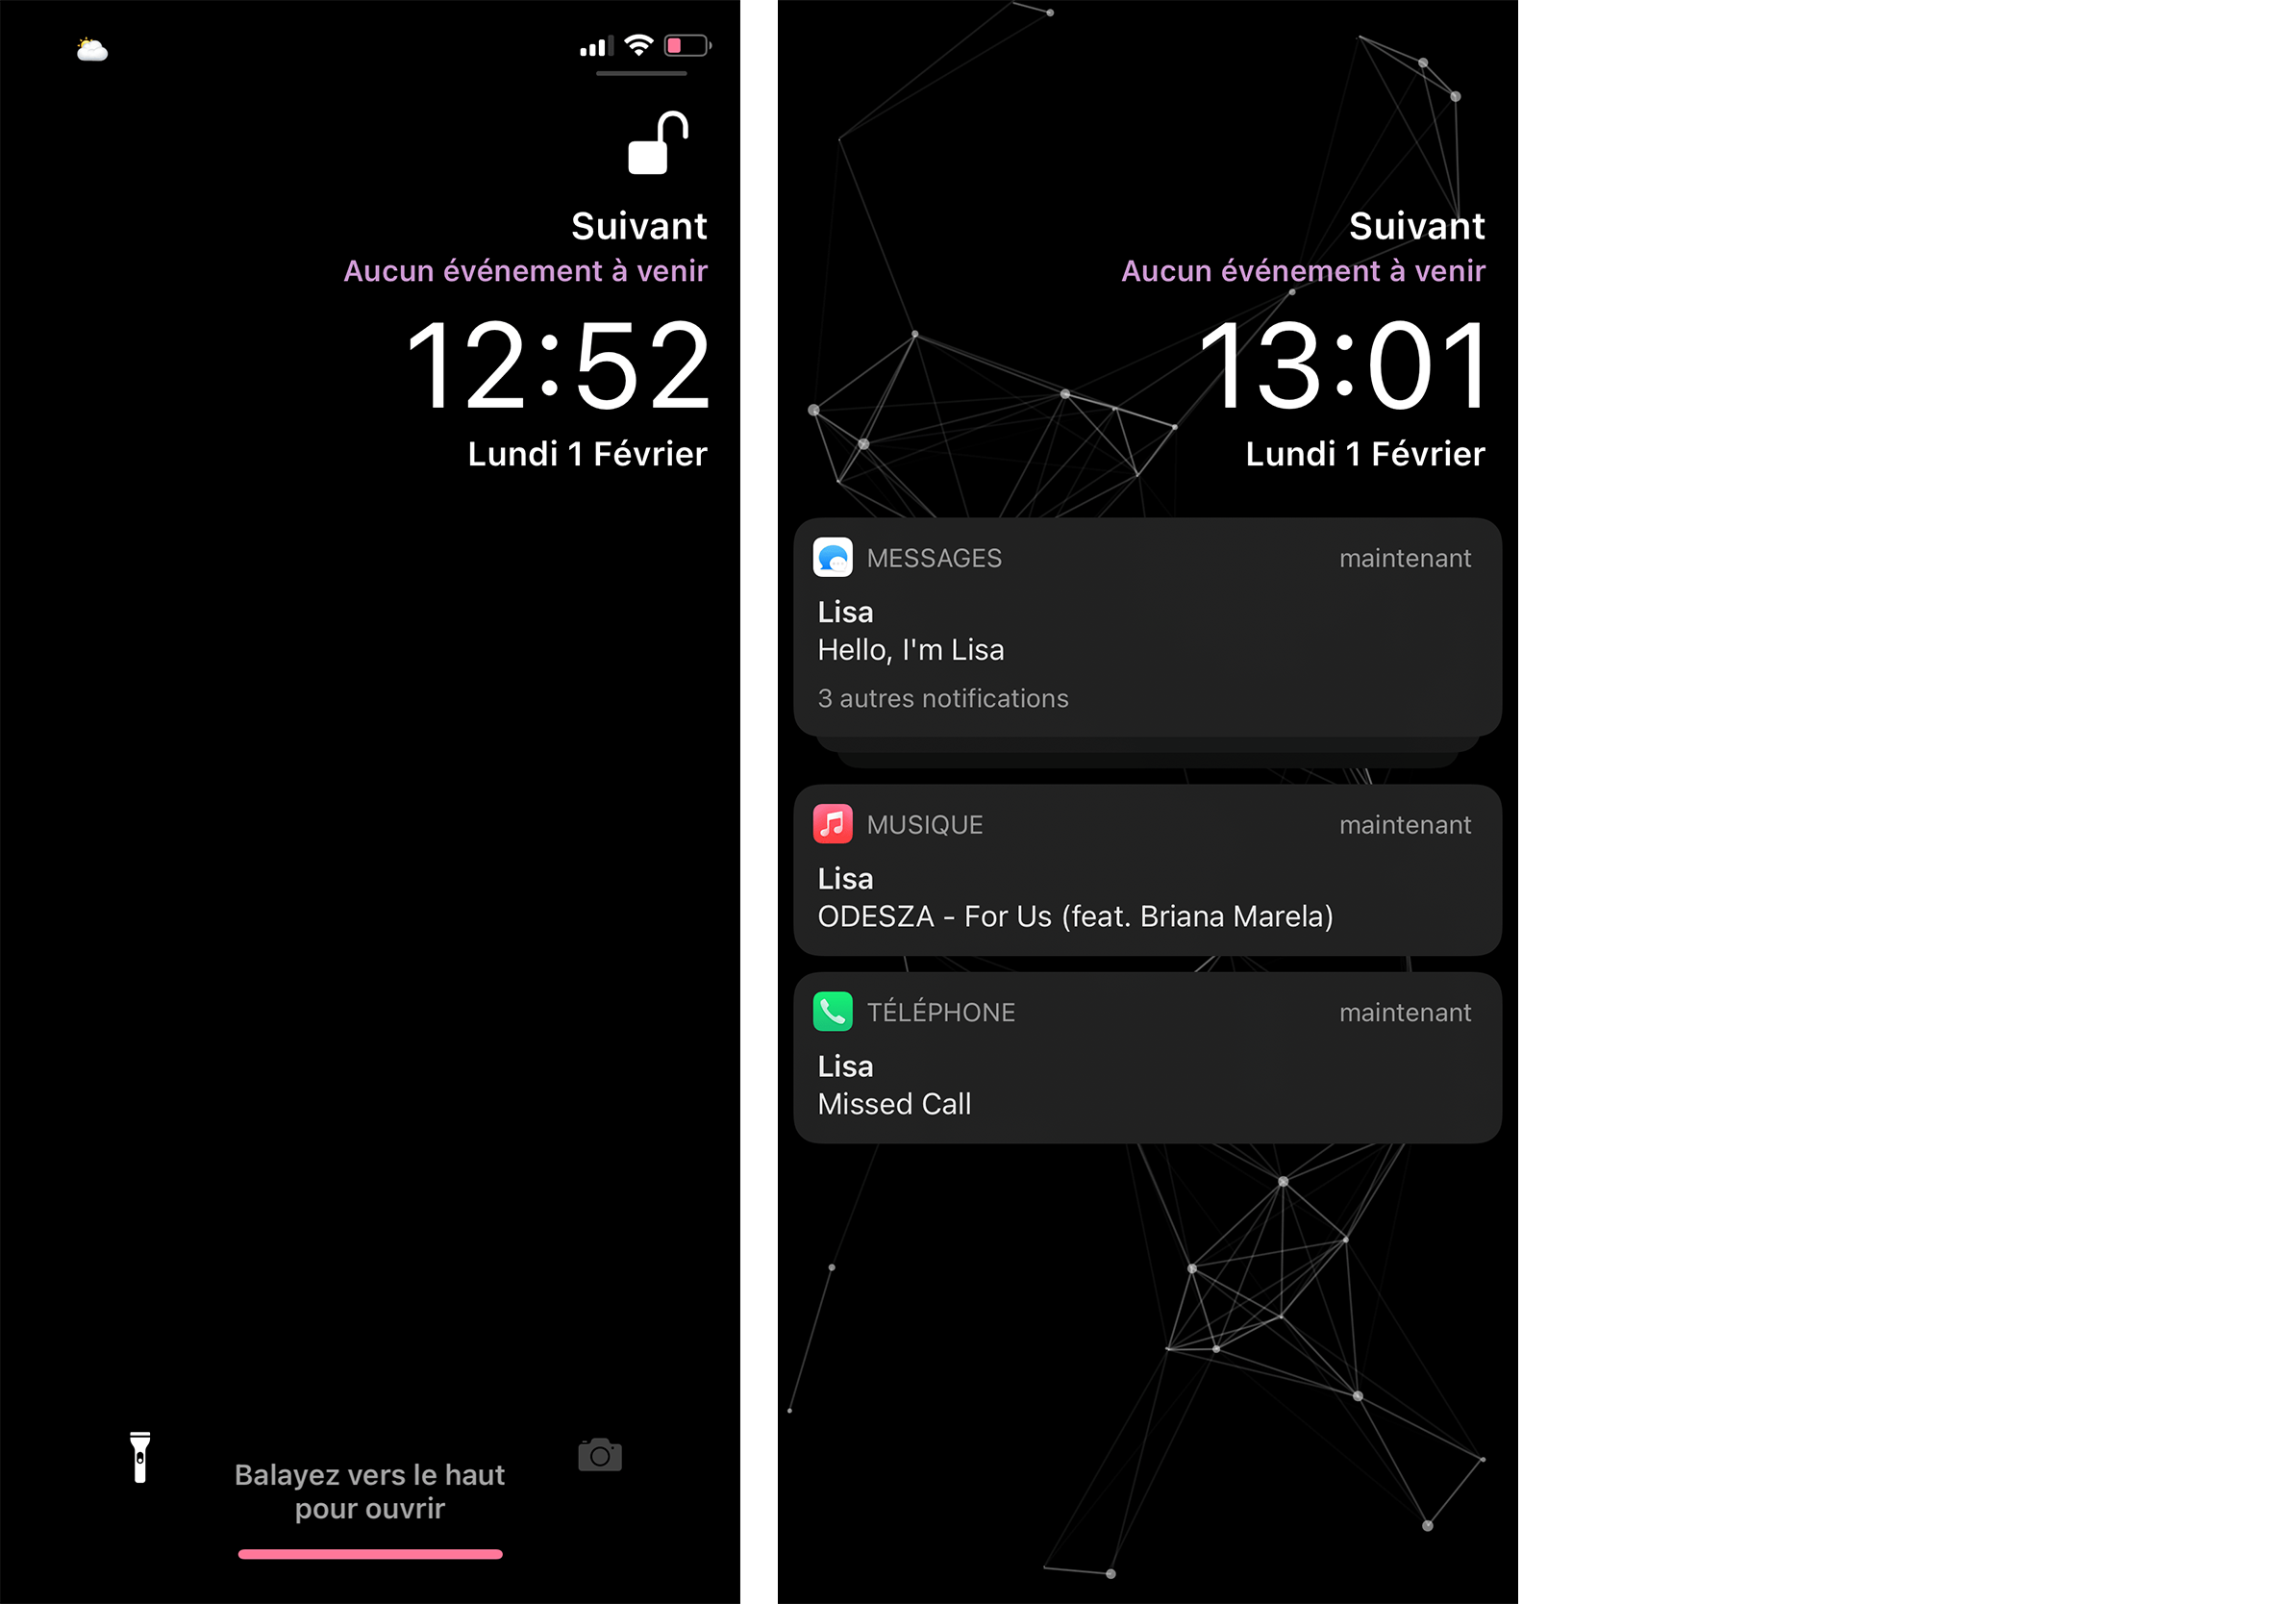 Suivant
Aucun événement à venir
12:52
Lundi 1 Février
Balayez vers le haut
pour ouvrir
Suivant
Aucun événement à venir
13:01
Lundi 1 Février
MESSAGES maintenant
Lisa
Hello, I'm Lisa
3 autres notifications
MUSIQUE maintenant
Lisa
ODESZA - For Us (feat. Briana Marela)
TÉLÉPHONE maintenant
Lisa
Missed Call